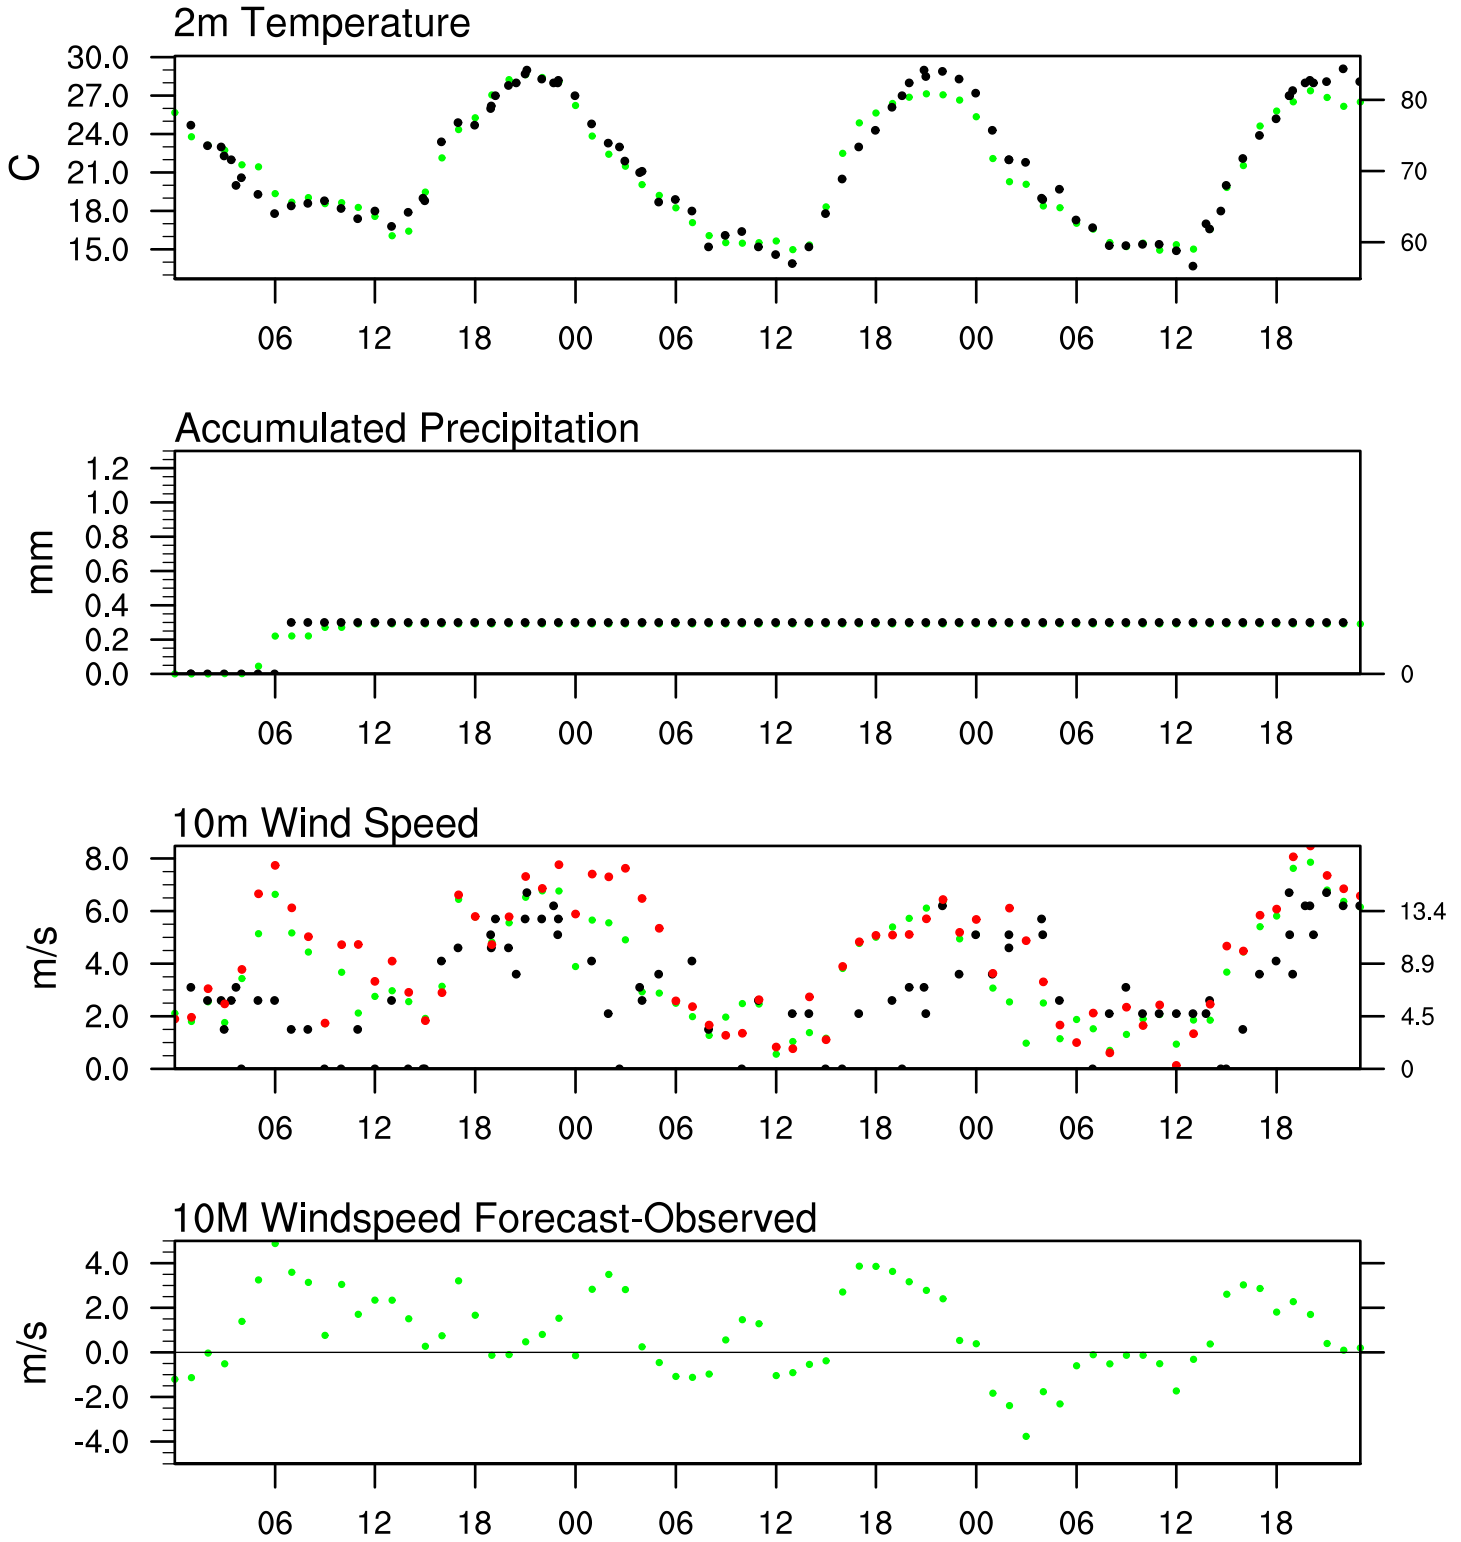 2m Temperature
30.0
27.0
24.0
21.0
18.0
15.0
C
80
70
60
06 12 18 00 06 12 18 00 06 12 18
Accumulated Precipitation
1.2
1.0
0.8
0.6
0.4
0.2
0.0
mm
0
06 12 18 00 06 12 18 00 06 12 18
10m Wind Speed
8.0
6.0
4.0
2.0
0.0
m/s
13.4
8.9
4.5
0
06 12 18 00 06 12 18 00 06 12 18
10M Windspeed Forecast-Observed
4.0
2.0
0.0
-2.0
-4.0
m/s
06 12 18 00 06 12 18 00 06 12 18